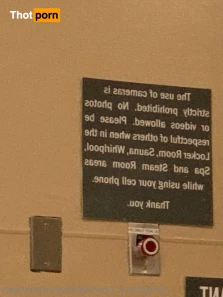 Thot porn
The use of cameras is
strictly prohibited. No photos
or videos allowed. Please be
respectful of others when in the
Locker Room, Sauna, Whirlpool,
Spa and Steam Room areas
while using your cell phone.
Thank you.